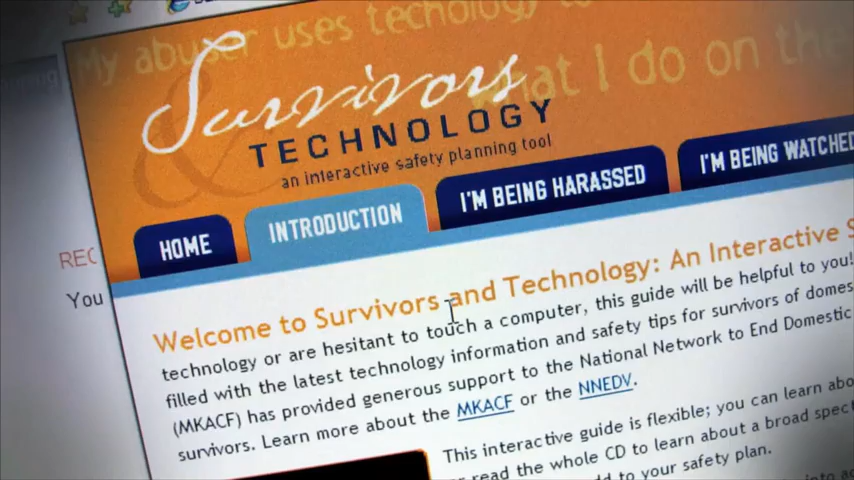 My abuser uses techology to
what I do on the
Survivors
&
TECHNOLOGY
an interactive safety planning tool
HOME
INTRODUCTION
I'M BEING HARASSED
I'M BEING WATCHED
REC
You
Welcome to Survivors and Technology: An Interactive S
technology or are hesitant to touch a computer, this guide will be helpful to you!
filled with the latest technology information and safety tips for survivors of domes
(MKACF) has provided generous support to the National Network to End Domestic
survivors. Learn more about the MKACF or the NNEDV.
This interactive guide is flexible; you can learn abo
or read the whole CD to learn about a broad spect
to your safety plan.